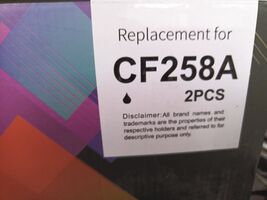 Replacement for
CF258A
2PCS
Disclaimer:All brand names and
trademarks are the properties of their
respective holders and referred to for
descriptive purpose only.